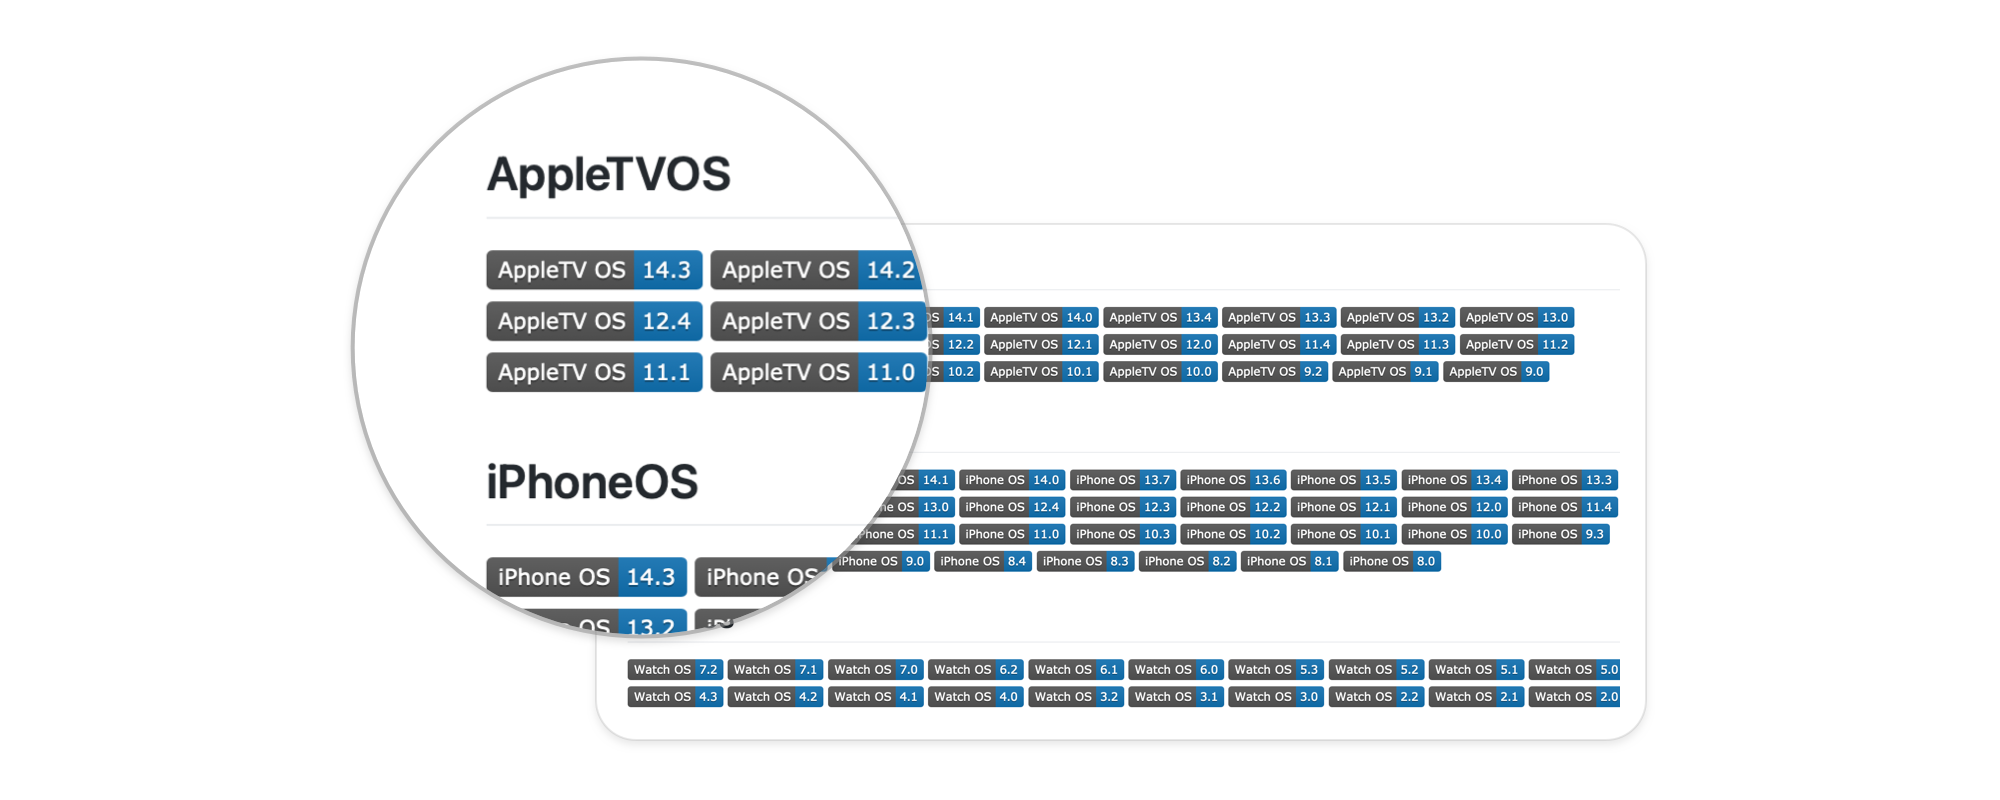 AppleTVOS
AppleTV OS 14.3 AppleTV OS 14.2 OS 14.1 AppleTV OS 14.0 AppleTV OS 13.4 AppleTV OS 13.3 AppleTV OS 13.2 AppleTV OS 13.0
AppleTV OS 12.4 AppleTV OS 12.3 OS 12.2 AppleTV OS 12.1 AppleTV OS 12.0 AppleTV OS 11.4 AppleTV OS 11.3 AppleTV OS 11.2
AppleTV OS 11.1 AppleTV OS 11.0 OS 10.2 AppleTV OS 10.1 AppleTV OS 10.0 AppleTV OS 9.2 AppleTV OS 9.1 AppleTV OS 9.0
iPhoneOS
OS 14.1 iPhone OS 14.0 iPhone OS 13.7 iPhone OS 13.6 iPhone OS 13.5 iPhone OS 13.4 iPhone OS 13.3
OS 13.0 iPhone OS 12.4 iPhone OS 12.3 iPhone OS 12.2 iPhone OS 12.1 iPhone OS 12.0 iPhone OS 11.4
iPhone OS 11.1 iPhone OS 11.0 iPhone OS 10.3 iPhone OS 10.2 iPhone OS 10.1 iPhone OS 10.0 iPhone OS 9.3
iPhone OS 14.3 iPhone OS iPhone OS 9.0 iPhone OS 8.4 iPhone OS 8.3 iPhone OS 8.2 iPhone OS 8.1 iPhone OS 8.0
OS 13.2
Watch OS 7.2 Watch OS 7.1 Watch OS 7.0 Watch OS 6.2 Watch OS 6.1 Watch OS 6.0 Watch OS 5.3 Watch OS 5.2 Watch OS 5.1 Watch OS 5.0
Watch OS 4.3 Watch OS 4.2 Watch OS 4.1 Watch OS 4.0 Watch OS 3.2 Watch OS 3.1 Watch OS 3.0 Watch OS 2.2 Watch OS 2.1 Watch OS 2.0